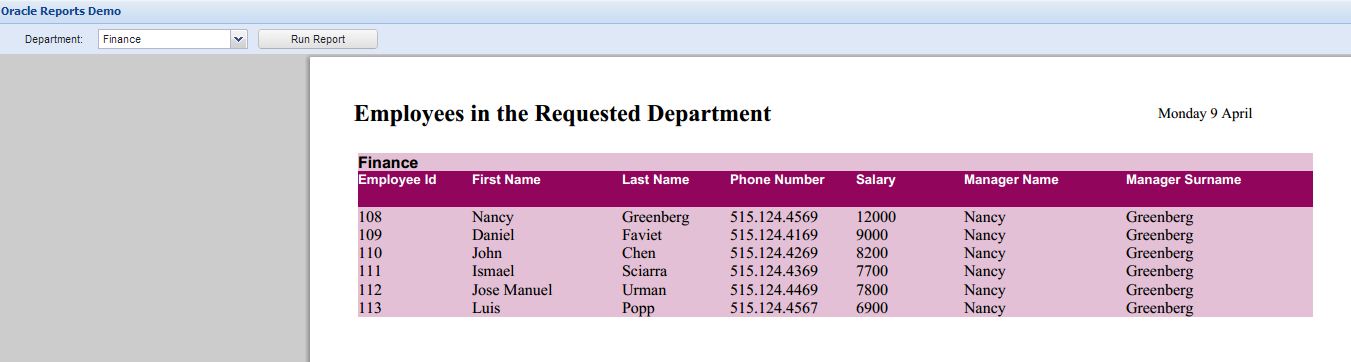 Oracle Reports Demo
Department: Finance Run Report
Employees in the Requested Department Monday 9 April
Finance
Employee Id First Name Last Name Phone Number Salary Manager Name Manager Surname
108 Nancy Greenberg 515.124.4569 12000 Nancy Greenberg
109 Daniel Faviet 515.124.4169 9000 Nancy Greenberg
110 John Chen 515.124.4269 8200 Nancy Greenberg
111 Ismael Sciarra 515.124.4369 7700 Nancy Greenberg
112 Jose Manuel Urman 515.124.4469 7800 Nancy Greenberg
113 Luis Popp 515.124.4567 6900 Nancy Greenberg